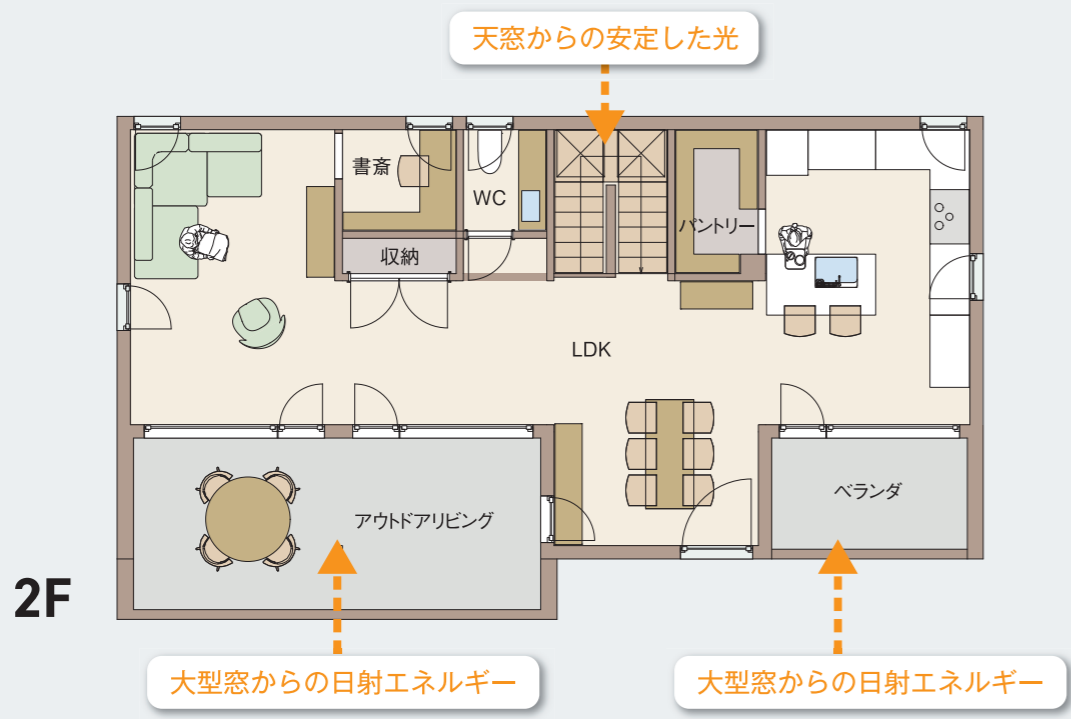 天窓からの安定した光
書斎
WC
収納
パントリー
LDK
アウトドアリビング
ベランダ
2F
大型窓からの日射エネルギー
大型窓からの日射エネルギー